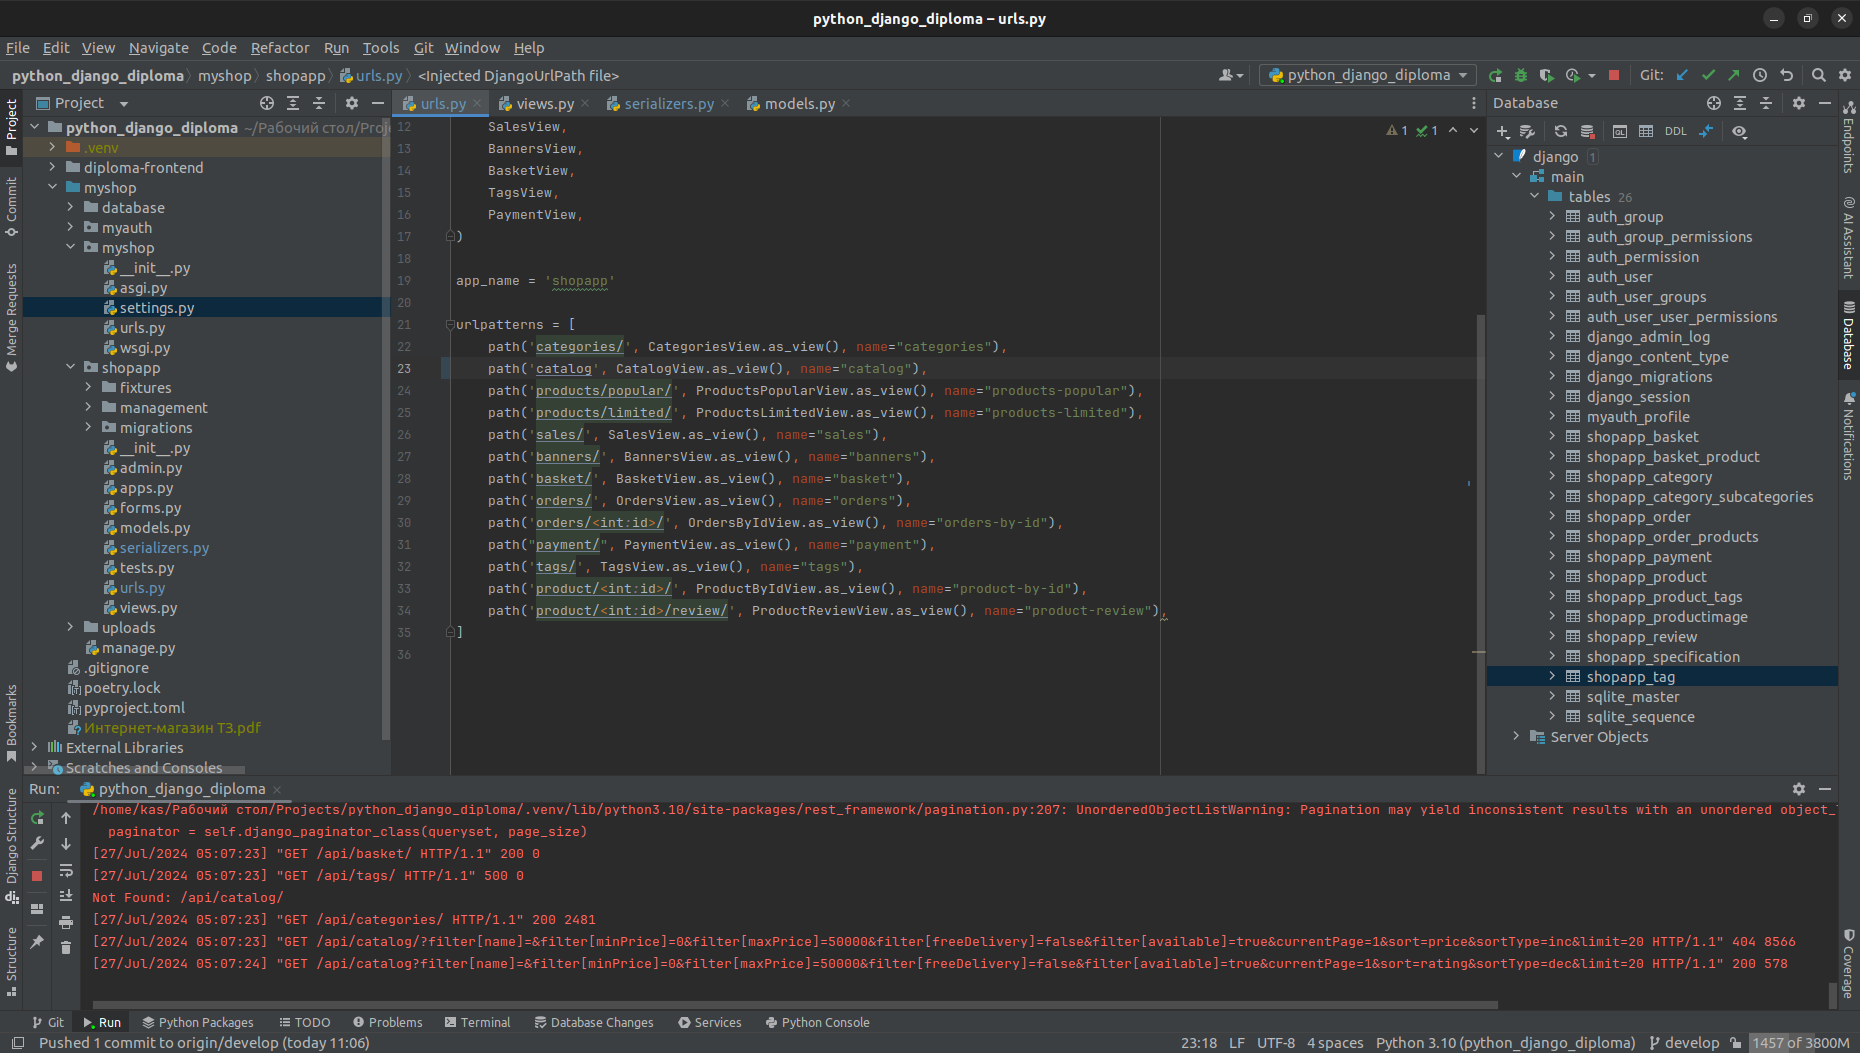 python_django_diploma – urls.py
File Edit View Navigate Code Refactor Run Tools Git Window Help
python_django_diploma myshop shopapp urls.py <Injected DjangoUrlPath file>
python_django_diploma Git:
Project
urls.py views.py serializers.py models.py
Database
python_django_diploma ~/Рабочий стол/Proj
.venv
diploma-frontend
myshop
database
myauth
myshop
__init__.py
asgi.py
settings.py
urls.py
wsgi.py
shopapp
fixtures
management
migrations
__init__.py
admin.py
apps.py
forms.py
models.py
serializers.py
tests.py
urls.py
views.py
uploads
manage.py
.gitignore
poetry.lock
pyproject.toml
Интернет-магазин ТЗ.pdf
External Libraries
Scratches and Consoles
12 SalesView,
13 BannersView,
14 BasketView,
15 TagsView,
16 PaymentView,
17 )
18
19 app_name = 'shopapp'
20
21 urlpatterns = [
22 path('categories/', CategoriesView.as_view(), name="categories"),
23 path('catalog', CatalogView.as_view(), name="catalog"),
24 path('products/popular/', ProductsPopularView.as_view(), name="products-popular"),
25 path('products/limited/', ProductsLimitedView.as_view(), name="products-limited"),
26 path('sales/', SalesView.as_view(), name="sales"),
27 path('banners/', BannersView.as_view(), name="banners"),
28 path('basket/', BasketView.as_view(), name="basket"),
29 path('orders/', OrdersView.as_view(), name="orders"),
30 path('orders/<int:id>/', OrdersByIdView.as_view(), name="orders-by-id"),
31 path("payment/", PaymentView.as_view(), name="payment"),
32 path('tags/', TagsView.as_view(), name="tags"),
33 path('product/<int:id>/', ProductByIdView.as_view(), name="product-by-id"),
34 path('product/<int:id>/review/', ProductReviewView.as_view(), name="product-review"),
35 ]
36
1 1
DDL
django 1
main
tables 26
auth_group
auth_group_permissions
auth_permission
auth_user
auth_user_groups
auth_user_user_permissions
django_admin_log
django_content_type
django_migrations
django_session
myauth_profile
shopapp_basket
shopapp_basket_product
shopapp_category
shopapp_category_subcategories
shopapp_order
shopapp_order_products
shopapp_payment
shopapp_product
shopapp_product_tags
shopapp_productimage
shopapp_review
shopapp_specification
shopapp_tag
sqlite_master
sqlite_sequence
Server Objects
Project
Commit
Merge Requests
Bookmarks
Django Structure
Structure
Endpoints
AI Assistant
Database
Notifications
Coverage
Run: python_django_diploma
/home/kas/Рабочий стол/Projects/python_django_diploma/.venv/lib/python3.10/site-packages/rest_framework/pagination.py:207: UnorderedObjectListWarning: Pagination may yield inconsistent results with an unordered object_
paginator = self.django_paginator_class(queryset, page_size)
[27/Jul/2024 05:07:23] "GET /api/basket/ HTTP/1.1" 200 0
[27/Jul/2024 05:07:23] "GET /api/tags/ HTTP/1.1" 500 0
Not Found: /api/catalog/
[27/Jul/2024 05:07:23] "GET /api/categories/ HTTP/1.1" 200 2481
[27/Jul/2024 05:07:23] "GET /api/catalog/?filter[name]=&filter[minPrice]=0&filter[maxPrice]=50000&filter[freeDelivery]=false&filter[available]=true&currentPage=1&sort=price&sortType=inc&limit=20 HTTP/1.1" 404 8566
[27/Jul/2024 05:07:24] "GET /api/catalog?filter[name]=&filter[minPrice]=0&filter[maxPrice]=50000&filter[freeDelivery]=false&filter[available]=true&currentPage=1&sort=rating&sortType=dec&limit=20 HTTP/1.1" 200 578
Git Run Python Packages TODO Problems Terminal Database Changes Services Python Console
Pushed 1 commit to origin/develop (today 11:06) 23:18 LF UTF-8 4 spaces Python 3.10 (python_django_diploma) develop 1457 of 3800M